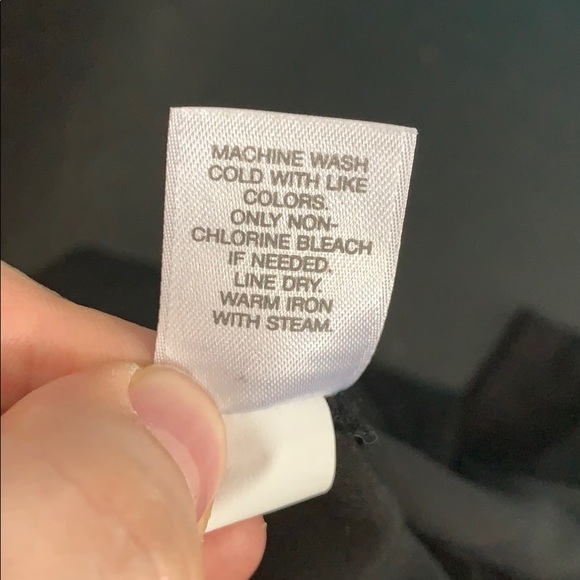 MACHINE WASH
COLD WITH LIKE
COLORS.
ONLY NON-
CHLORINE BLEACH
IF NEEDED.
LINE DRY.
WARM IRON
WITH STEAM.